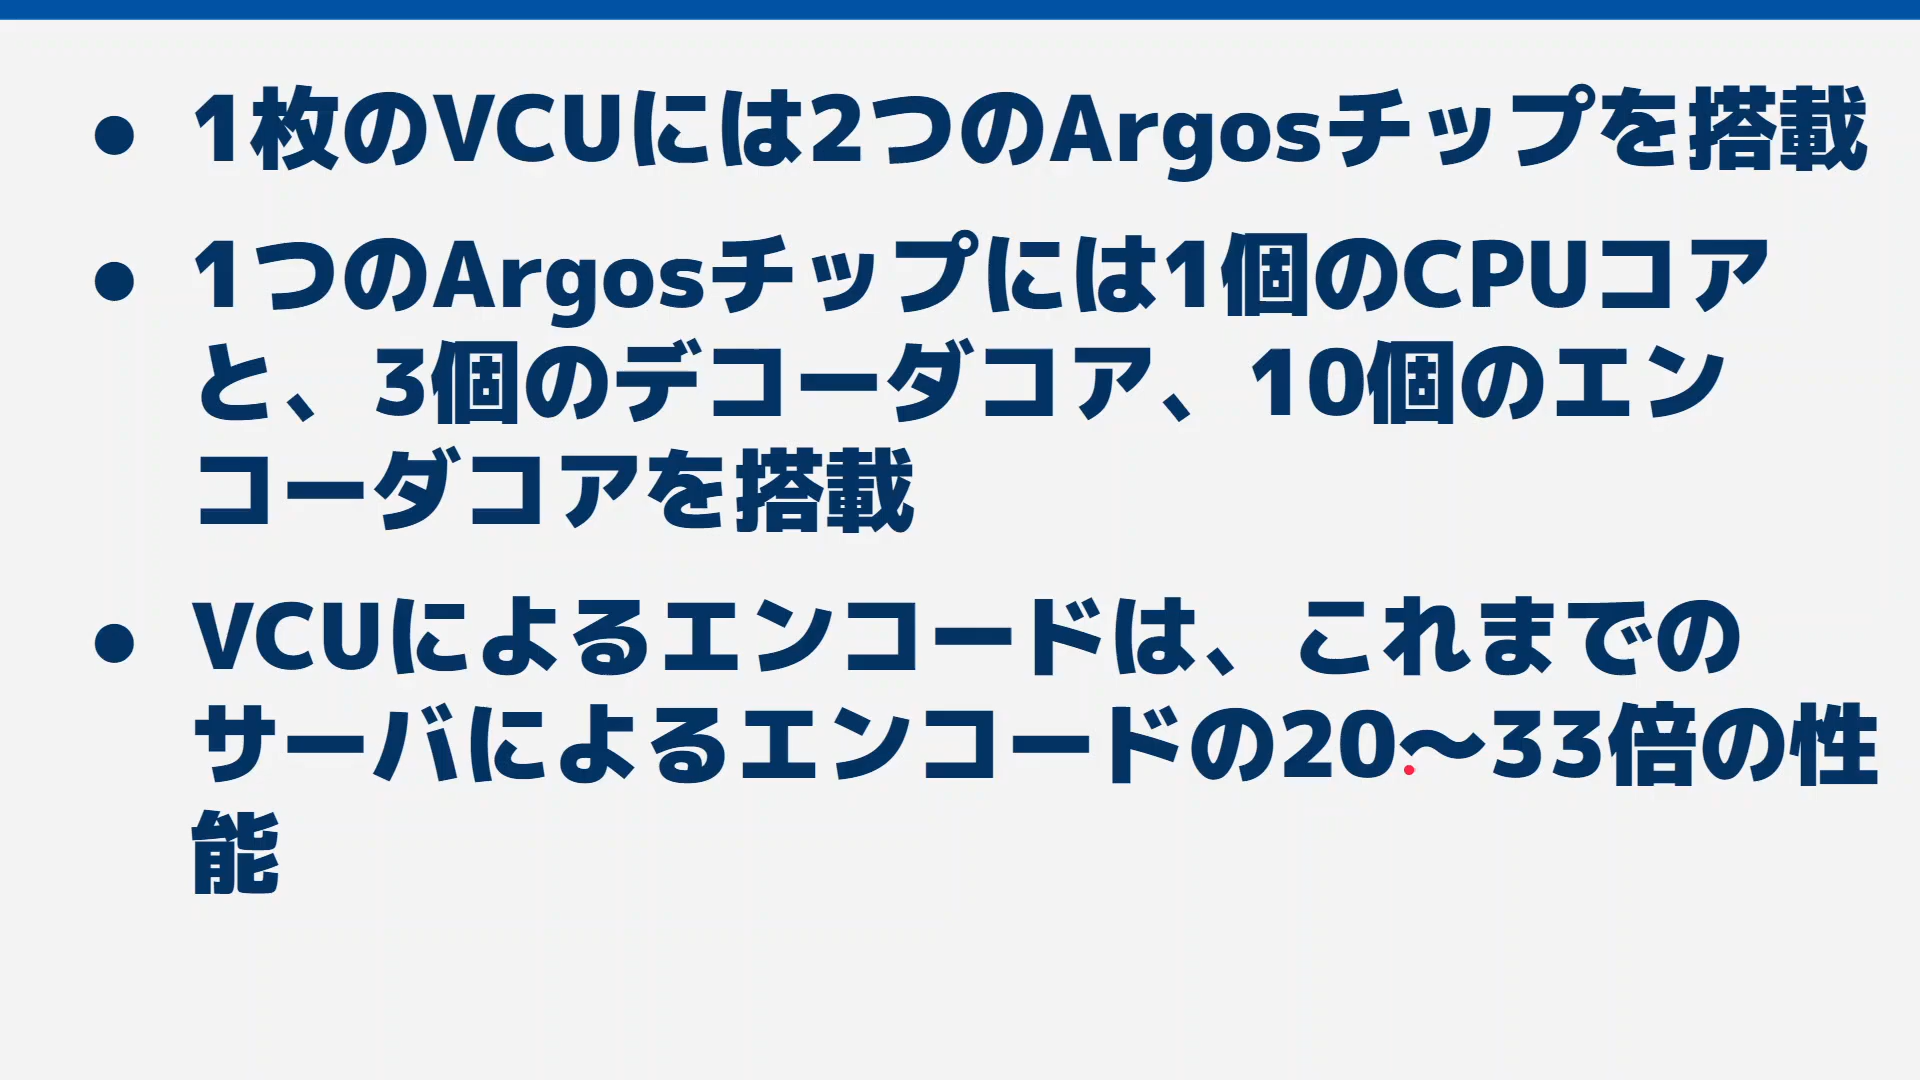 ● 1枚のVCUには2つのArgosチップを搭載
● 1つのArgosチップには1個のCPUコア
と、3個のデコーダコア、10個のエン
コーダコアを搭載
● VCUによるエンコードは、これまでの
サーバによるエンコードの20〜33倍の性
能